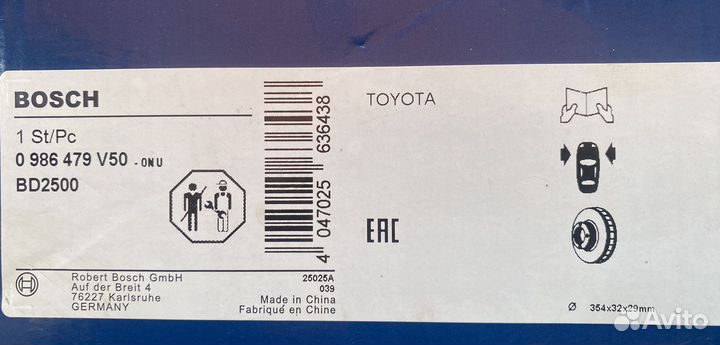 BOSCH
1 St/Pc
0 986 479 V50 - 0NU
BD2500
4 047025 636438
TOYOTA
EAC
Robert Bosch GmbH
Auf der Breit 4
76227 Karlsruhe
GERMANY
25025A
039
Made in China
Fabriqué en Chine
Ø 354x32x29mm
Avito